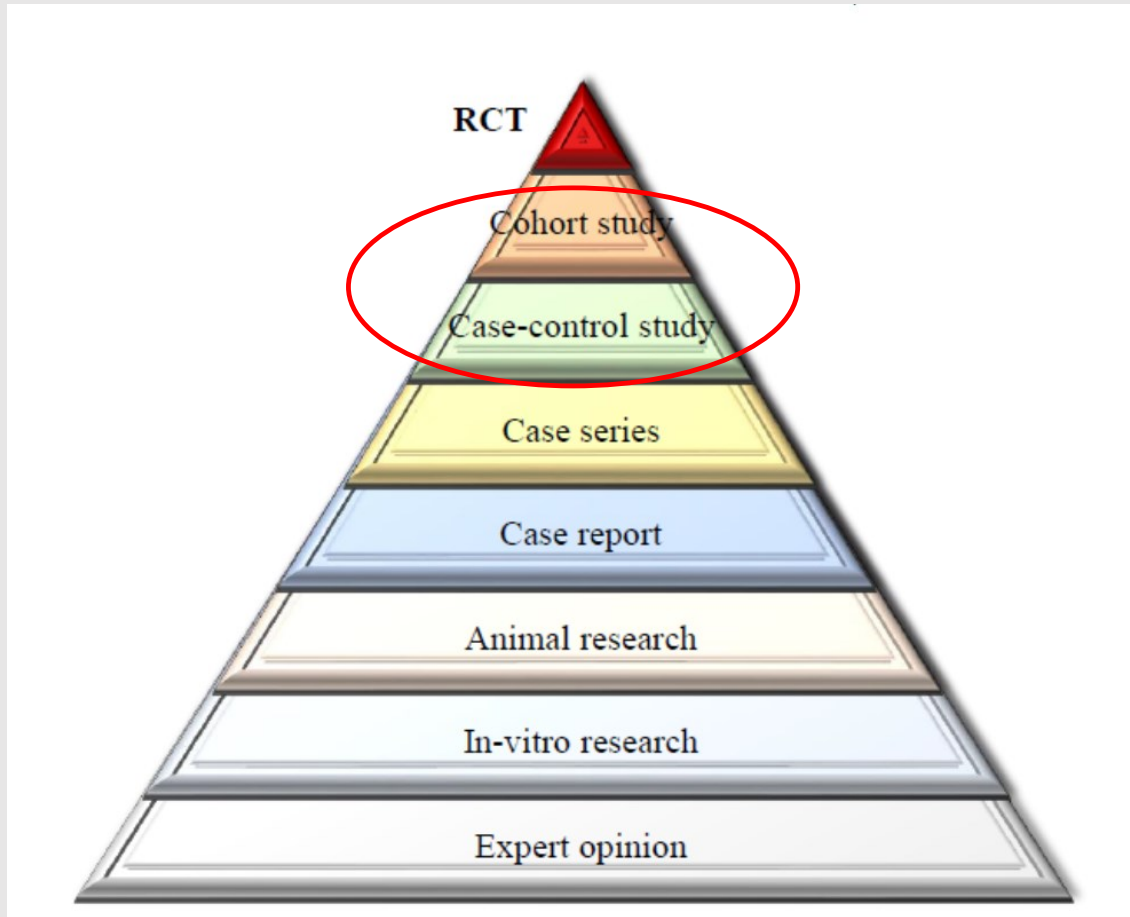 RCT
Cohort study
Case-control study
Case series
Case report
Animal research
In-vitro research
Expert opinion